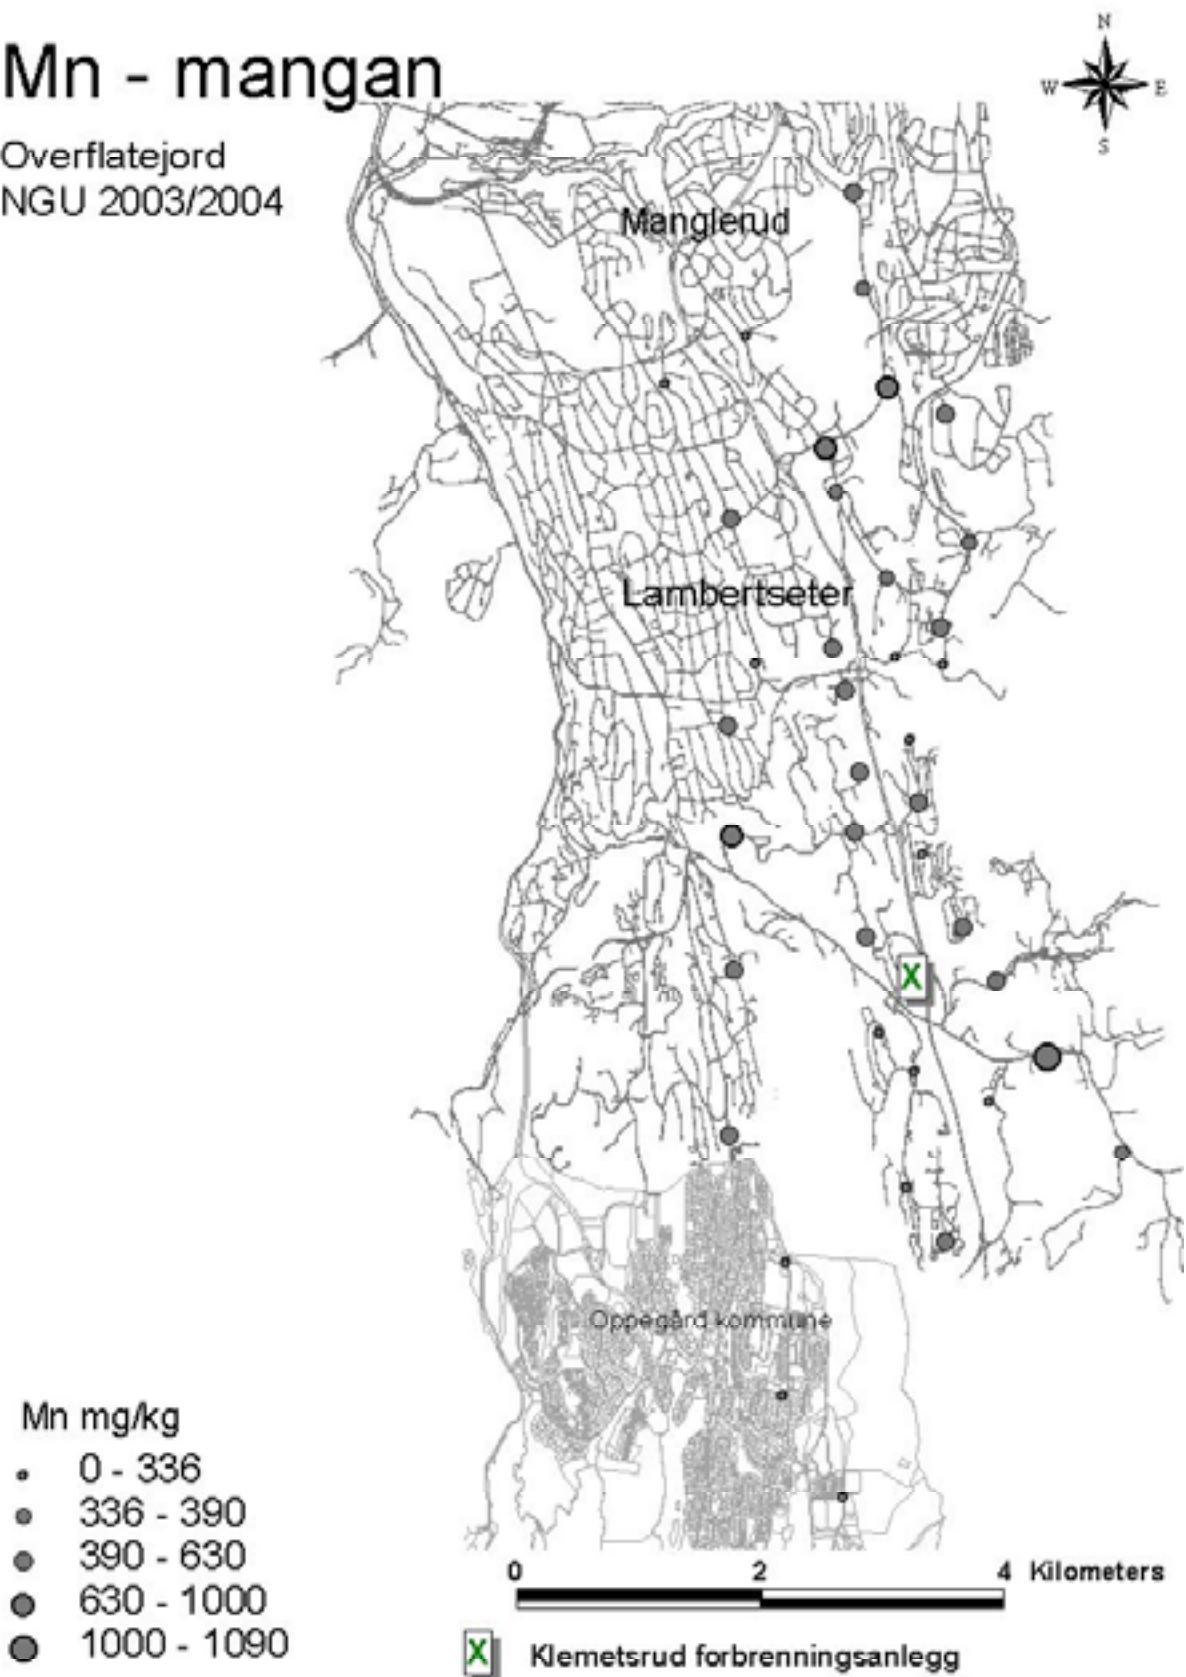 Mn - mangan
Overflatejord
NGU 2003/2004
N
W E
S
Manglerud
Lambertseter
X
Oppegård kommune
Mn mg/kg
0 - 336
336 - 390
390 - 630
630 - 1000
1000 - 1090
0 2 4 Kilometers
X Klemetsrud forbrenningsanlegg